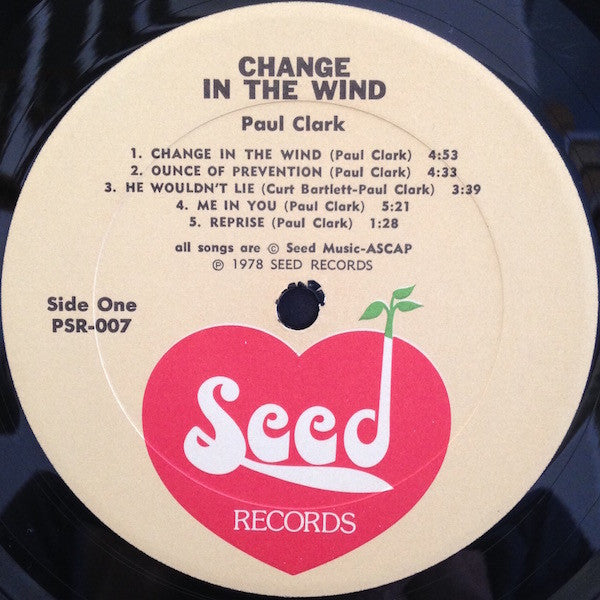 CHANGE
IN THE WIND
Paul Clark
1. CHANGE IN THE WIND (Paul Clark) 4:53
2. OUNCE OF PREVENTION (Paul Clark) 4:33
3. HE WOULDN'T LIE (Curt Bartlett-Paul Clark) 3:39
4. ME IN YOU (Paul Clark) 5:21
5. REPRISE (Paul Clark) 1:28
all songs are © Seed Music-ASCAP
℗ 1978 SEED RECORDS
Side One
PSR-007
Seed
RECORDS